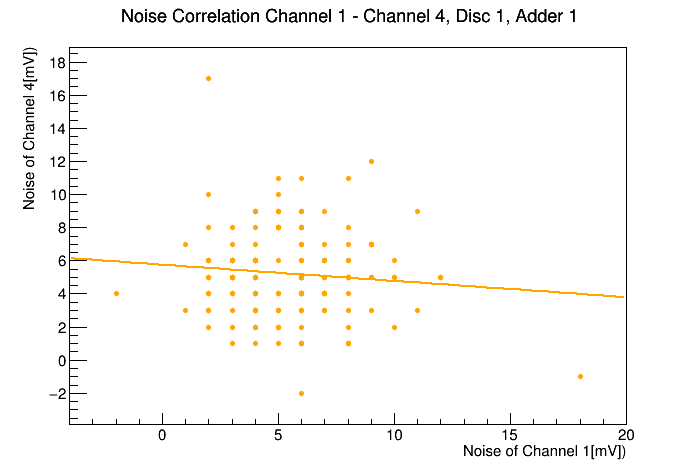 Noise Correlation Channel 1 - Channel 4, Disc 1, Adder 1
Noise of Channel 4[mV])
18
16
14
12
10
8
6
4
2
0
−2
0 5 10 15 20
Noise of Channel 1[mV])